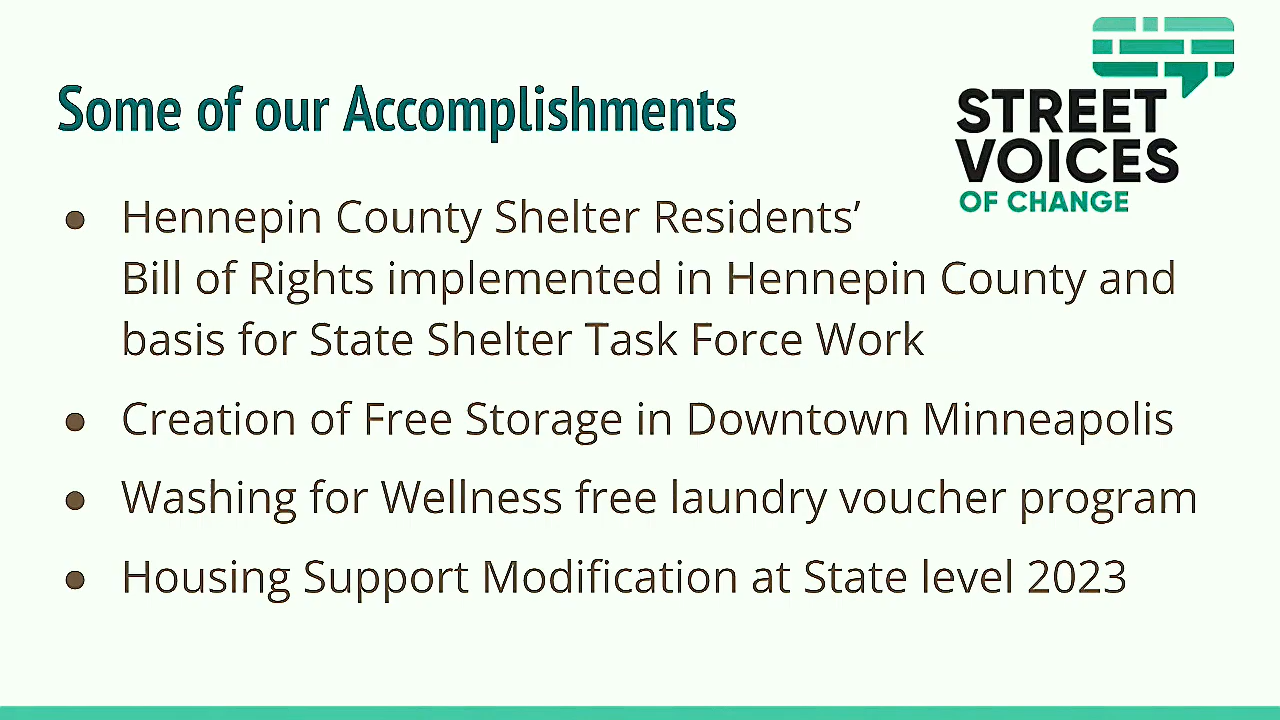 Some of our Accomplishments
STREET
VOICES
OF CHANGE
● Hennepin County Shelter Residents’
Bill of Rights implemented in Hennepin County and
basis for State Shelter Task Force Work
● Creation of Free Storage in Downtown Minneapolis
● Washing for Wellness free laundry voucher program
● Housing Support Modification at State level 2023